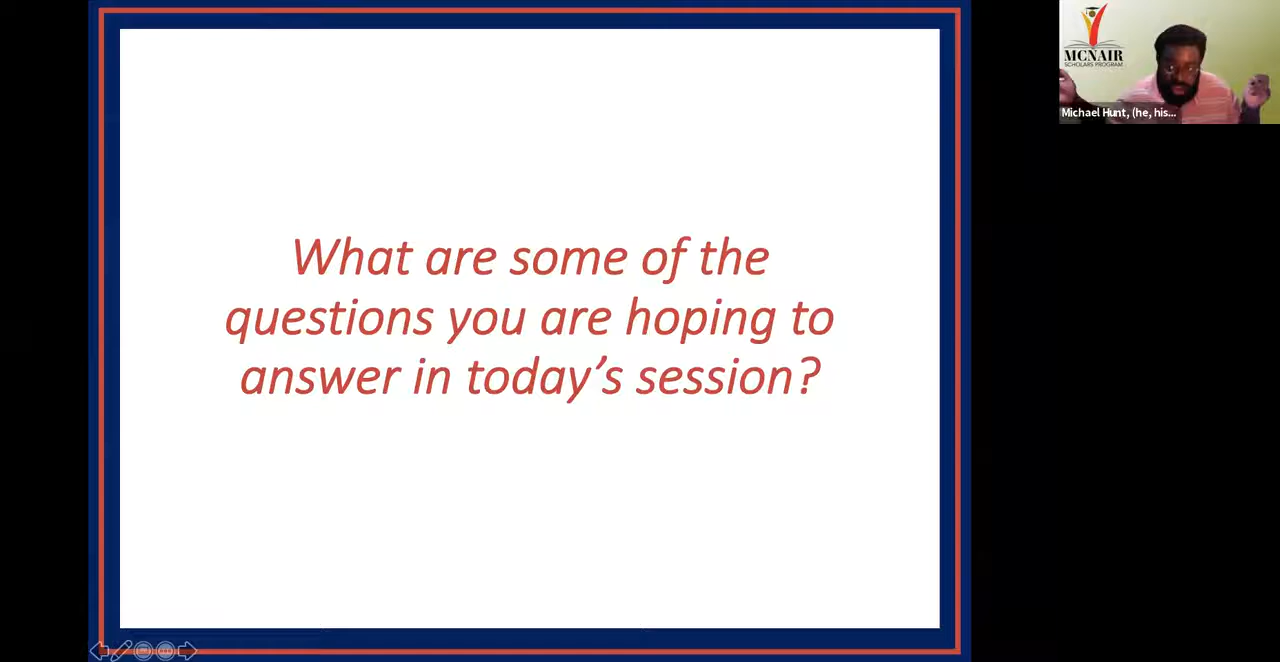 What are some of the
questions you are hoping to
answer in today's session?
MCNAIR
SCHOLARS PROGRAM
Michael Hunt, (he, his...